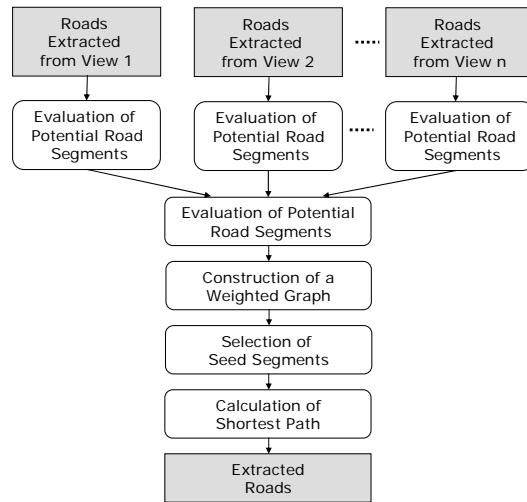 Roads
Extracted
from View 1
Roads
Extracted
from View 2
Roads
Extracted
from View n
Evaluation of
Potential Road
Segments
Evaluation of
Potential Road
Segments
Evaluation of
Potential Road
Segments
Evaluation of Potential
Road Segments
Construction of a
Weighted Graph
Selection of
Seed Segments
Calculation of
Shortest Path
Extracted
Roads